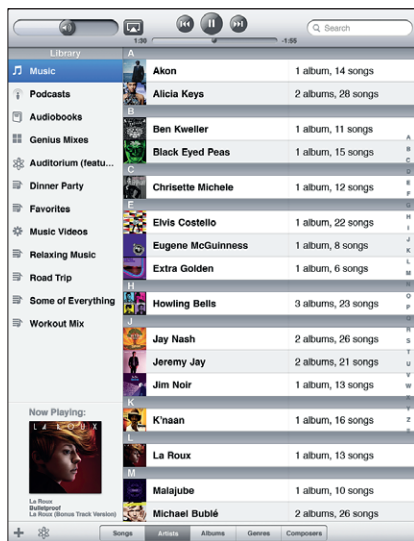 Search
1:30
-1:55
Library
Music
Podcasts
Audiobooks
Genius Mixes
Auditorium (featu...
Dinner Party
Favorites
Music Videos
Relaxing Music
Road Trip
Some of Everything
Workout Mix
Now Playing:
LA ROUX
La Roux
Bulletproof
La Roux (Bonus Track Version)
A
Akon 1 album, 14 songs
Alicia Keys 2 albums, 28 songs
B
Ben Kweller 1 album, 11 songs
Black Eyed Peas 1 album, 15 songs
C
Chrisette Michele 1 album, 12 songs
E
Elvis Costello 1 album, 22 songs
Eugene McGuinness 1 album, 8 songs
Extra Golden 1 album, 6 songs
H
Howling Bells 3 albums, 23 songs
J
Jay Nash 2 albums, 26 songs
Jeremy Jay 2 albums, 21 songs
Jim Noir 1 album, 13 songs
K
K'naan 1 album, 16 songs
L
La Roux 1 album, 13 songs
M
Malajube 1 album, 10 songs
Michael Bublé 2 albums, 26 songs
A
B
C
D
E
F
G
H
I
J
K
L
M
N
O
P
Q
R
S
T
U
V
W
X
Y
Z
#
Songs Artists Albums Genres Composers